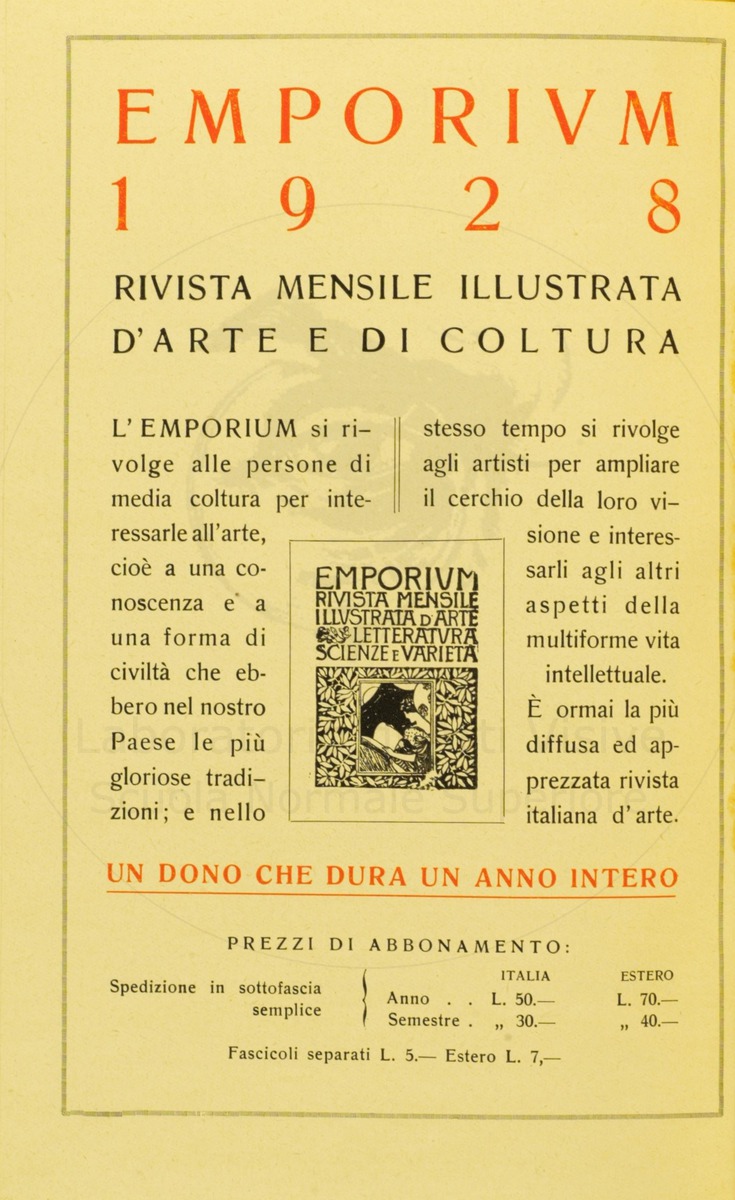 EMPORIVM
1928
RIVISTA MENSILE ILLUSTRATA
D'ARTE E DI COLTURA
L'EMPORIUM si ri-
volge alle persone di
media coltura per inte-
ressarle all'arte,
cioè a una co-
noscenza e a
una forma di
civiltà che eb-
bero nel nostro
Paese le più
gloriose tradi-
zioni; e nello
stesso tempo si rivolge
agli artisti per ampliare
il cerchio della loro vi-
sione e interes-
sarli agli altri
aspetti della
multiforme vita
intellettuale.
È ormai la più
diffusa ed ap-
prezzata rivista
italiana d'arte.
EMPORIVM
RIVISTA MENSILE
ILLVSTRATA D'ARTE
LETTERATVRA
SCIENZE E VARIETA
UN DONO CHE DURA UN ANNO INTERO
PREZZI DI ABBONAMENTO:
ITALIA ESTERO
Spedizione in sottofascia
semplice
Anno . . L. 50.— L. 70.—
Semestre . „ 30.— „ 40.—
Fascicoli separati L. 5.— Estero L. 7,—